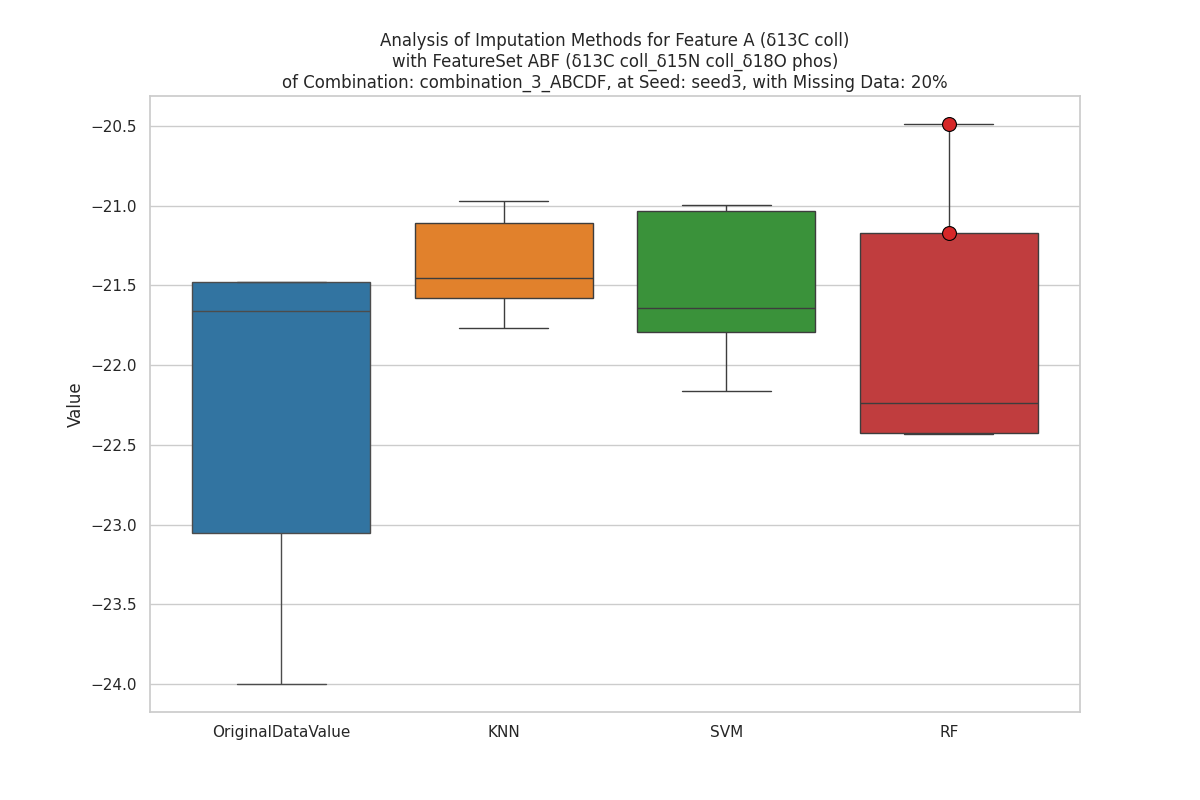 Analysis of Imputation Methods for Feature A (δ13C coll)
with FeatureSet ABF (δ13C coll_δ15N coll_δ18O phos)
of Combination: combination_3_ABCDF, at Seed: seed3, with Missing Data: 20%
−20.5
−21.0
−21.5
−22.0
−22.5
−23.0
−23.5
−24.0
Value
OriginalDataValue
KNN
SVM
RF